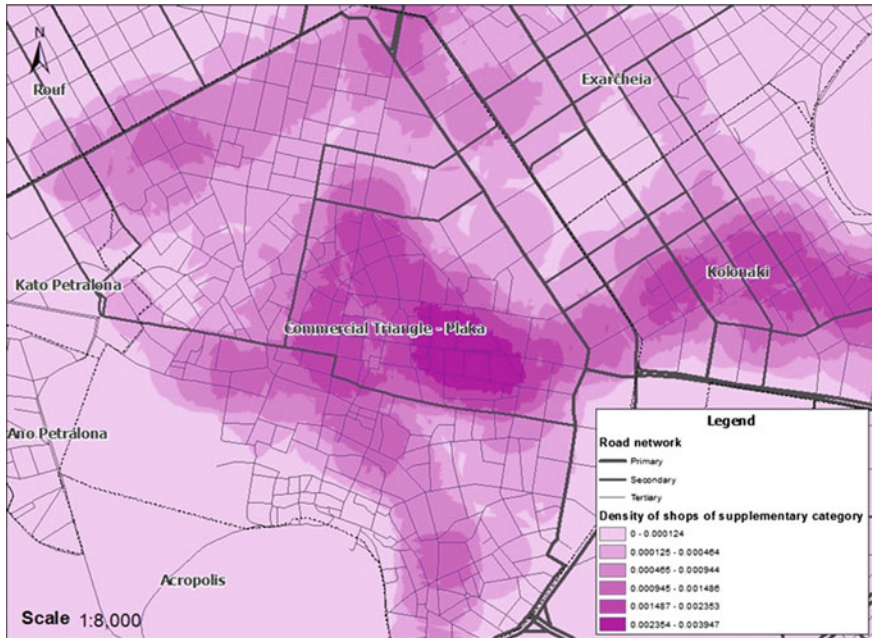 N
Rouf
Exarcheia
Kolonaki
Kato Petralona
Commercial Triangle - Plaka
Ano Petralona
Acropolis
Scale 1:8,000
Legend
Road network
Primary
Secondary
Tertiary
Density of shops of supplementary category
0 - 0.000124
0.000125 - 0.000464
0.000465 - 0.000944
0.000945 - 0.001486
0.001487 - 0.002353
0.002354 - 0.003947